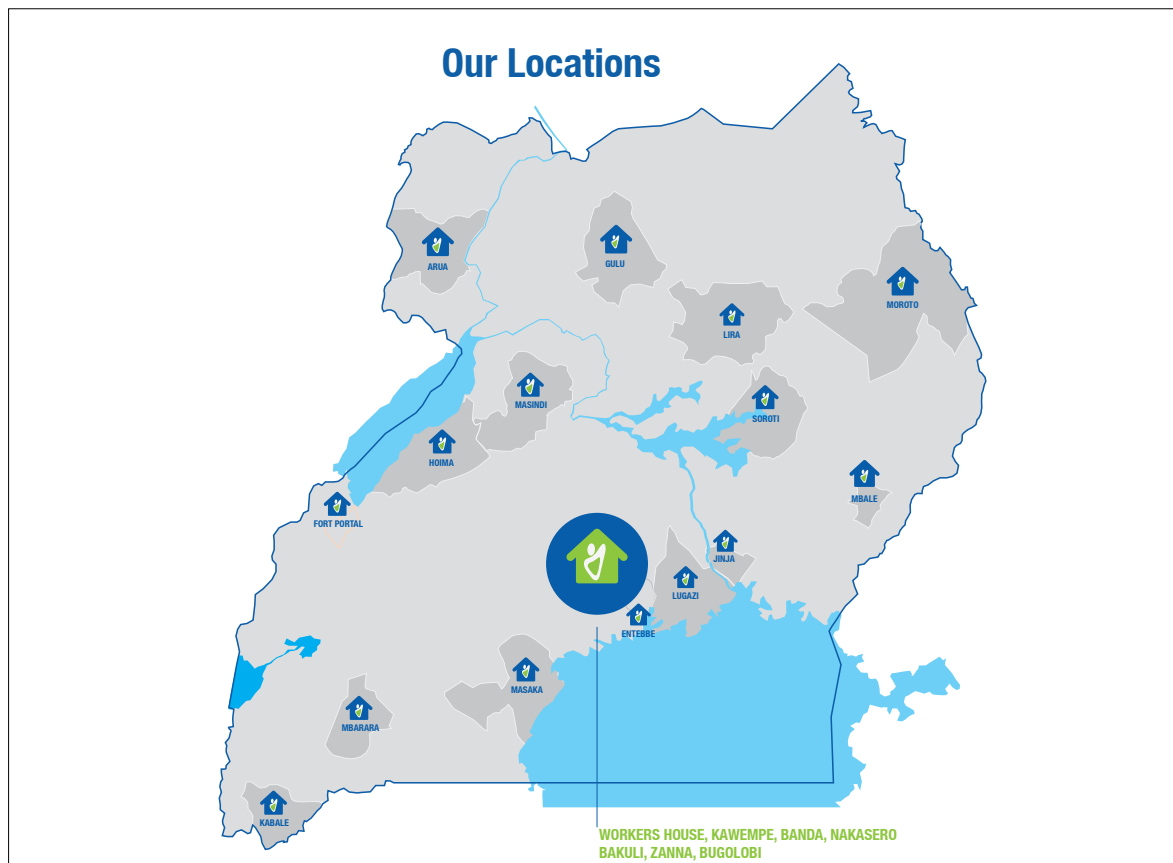 Our Locations
ARUA
GULU
MOROTO
LIRA
MASINDI
SOROTI
HOIMA
MBALE
FORT PORTAL
JINJA
LUGAZI
ENTEBBE
MASAKA
MBARARA
KABALE
WORKERS HOUSE, KAWEMPE, BANDA, NAKASERO
BAKULI, ZANNA, BUGOLOBI